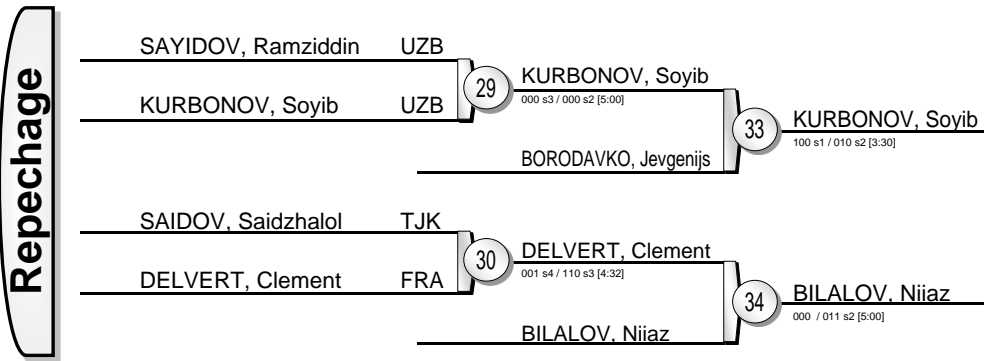 Repechage
SAYIDOV, Ramziddin UZB
KURBONOV, Soyib UZB
29
KURBONOV, Soyib
000 s3 / 000 s2 [5:00]
BORODAVKO, Jevgenijs
33
KURBONOV, Soyib
100 s1 / 010 s2 [3:30]
SAIDOV, Saidzhalol TJK
DELVERT, Clement FRA
30
DELVERT, Clement
001 s4 / 110 s3 [4:32]
BILALOV, Niiaz
34
BILALOV, Niiaz
000 / 011 s2 [5:00]